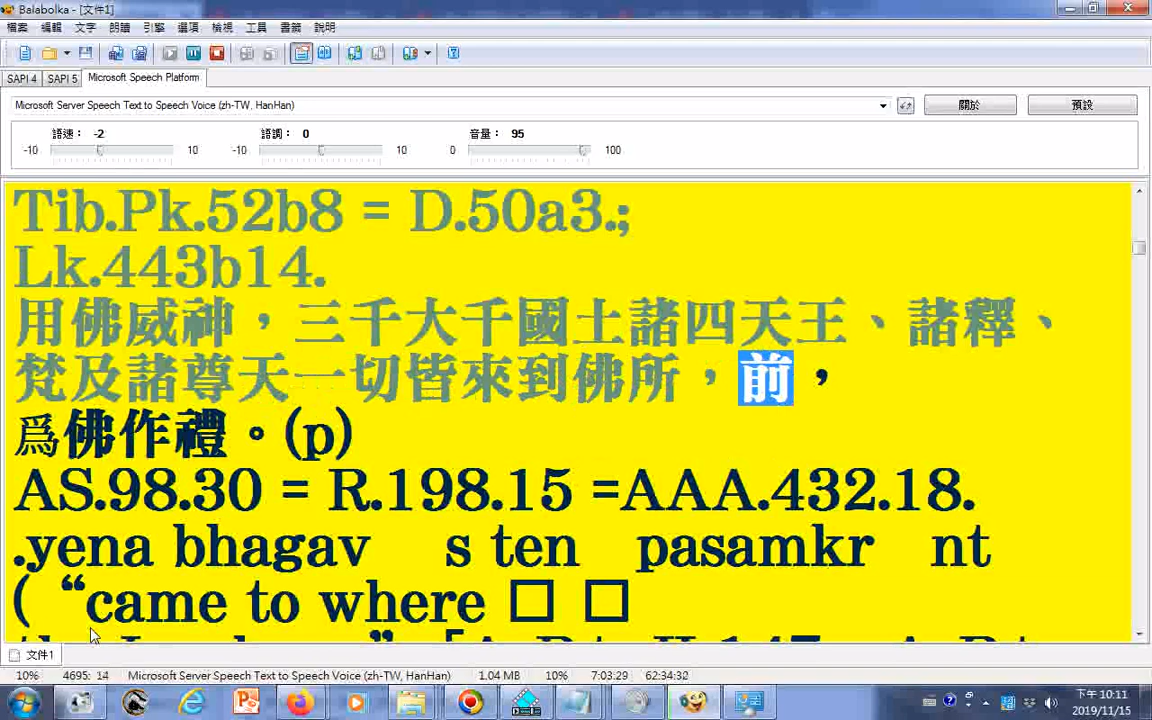 Balabolka - [文件1]
檔案 編輯 文字 朗讀 引擎 選項 檢視 工具 書籤 說明
SAPI 4 SAPI 5 Microsoft Speech Platform
Microsoft Server Speech Text to Speech Voice (zh-TW, HanHan) 關於 預設
語速： -2 語調： 0 音量： 95
-10 10 -10 10 0 100
Tib.Pk.52b8 = D.50a3.;
Lk.443b14.
用佛威神，三千大千國土諸四天王、諸釋、
梵及諸尊天一切皆來到佛所，前，
爲佛作禮。(p)
AS.98.30 = R.198.15 =AAA.432.18.
.yena bhagav s ten pasamkr nt
( “came to where □ □
文件1
10% 4695: 14 Microsoft Server Speech Text to Speech Voice (zh-TW, HanHan) 1.04 MB 10% 7:03:29 62:34:32
下午 10:11
2019/11/15